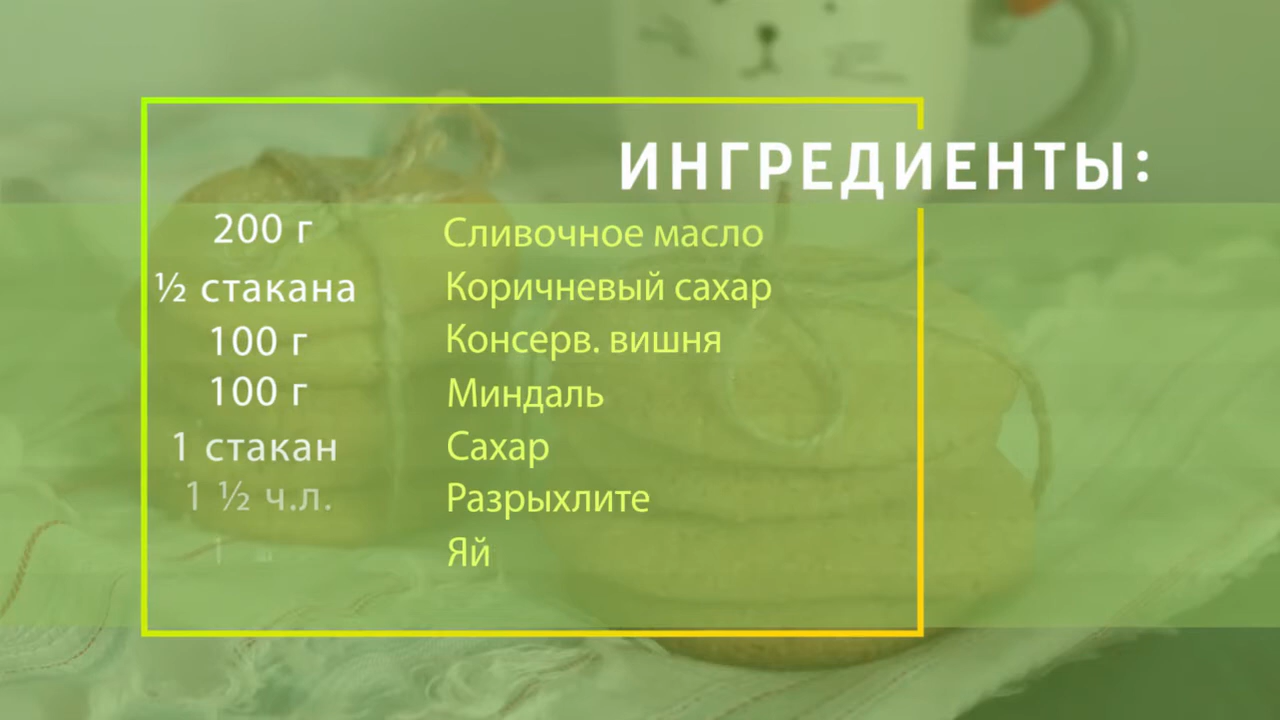 ИНГРЕДИЕНТЫ:
200 г Сливочное масло
½ стакана Коричневый сахар
100 г Консерв. вишня
100 г Миндаль
1 стакан Сахар
1 ½ ч.л. Разрыхлите
1 Яй